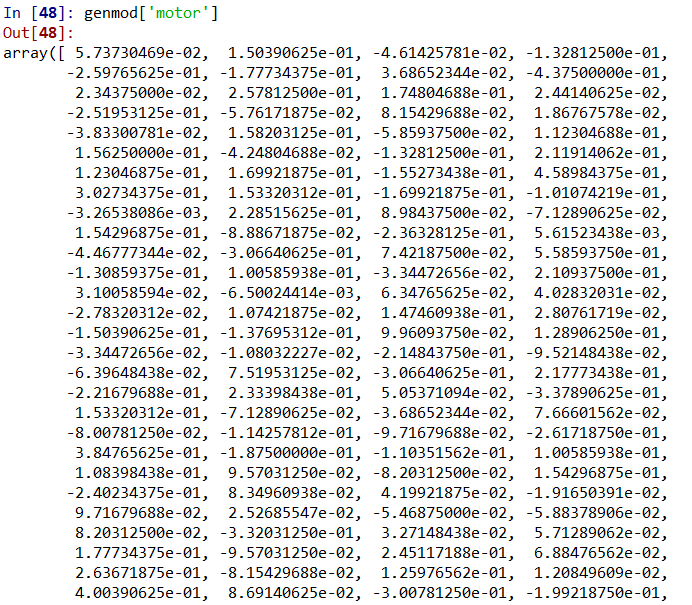 In [48]: genmod['motor']
Out[48]:
array([ 5.73730469e-02,  1.50390625e-01, -4.61425781e-02, -1.32812500e-01,
-2.59765625e-01, -1.77734375e-01,  3.68652344e-02, -4.37500000e-01,
2.34375000e-02,  2.57812500e-01,  1.74804688e-01,  2.44140625e-02,
-2.51953125e-01, -5.76171875e-02,  8.15429688e-02,  1.86767578e-02,
-3.83300781e-02,  1.58203125e-01, -5.85937500e-02,  1.12304688e-01,
1.56250000e-01, -4.24804688e-02, -1.32812500e-01,  2.11914062e-01,
1.23046875e-01,  1.69921875e-01, -1.55273438e-01,  4.58984375e-01,
3.02734375e-01,  1.53320312e-01, -1.69921875e-01, -1.01074219e-01,
-3.26538086e-03,  2.28515625e-01,  8.98437500e-02, -7.12890625e-02,
1.54296875e-01, -8.88671875e-02, -2.36328125e-01,  5.61523438e-03,
-4.46777344e-02, -3.06640625e-01,  7.42187500e-02,  5.58593750e-01,
-1.30859375e-01,  1.00585938e-01, -3.34472656e-02,  2.10937500e-01,
3.10058594e-02, -6.50024414e-03,  6.34765625e-02,  4.02832031e-02,
-2.78320312e-02,  1.07421875e-02,  1.47460938e-01,  2.80761719e-02,
-1.50390625e-01, -1.37695312e-01,  9.96093750e-02,  1.28906250e-01,
-3.34472656e-02, -1.08032227e-02, -2.14843750e-01, -9.52148438e-02,
-6.39648438e-02,  7.51953125e-02, -3.06640625e-01,  2.17773438e-01,
-2.21679688e-01,  2.33398438e-01,  5.05371094e-02, -3.37890625e-01,
1.53320312e-01, -7.12890625e-02, -3.68652344e-02,  7.66601562e-02,
-8.00781250e-02, -1.14257812e-01, -9.71679688e-02, -2.61718750e-01,
3.84765625e-01, -1.87500000e-01, -1.10351562e-01,  1.00585938e-01,
1.08398438e-01,  9.57031250e-02, -8.20312500e-02,  1.54296875e-01,
-2.40234375e-01,  8.34960938e-02,  4.19921875e-02, -1.91650391e-02,
9.71679688e-02,  2.52685547e-02, -5.46875000e-02, -5.88378906e-02,
8.20312500e-02, -3.32031250e-01,  3.27148438e-02,  5.71289062e-02,
1.77734375e-01, -9.57031250e-02,  2.45117188e-01,  6.88476562e-02,
2.63671875e-01, -8.15429688e-02,  1.25976562e-01,  1.20849609e-02,
4.00390625e-01,  8.69140625e-02, -3.00781250e-01, -1.99218750e-01,